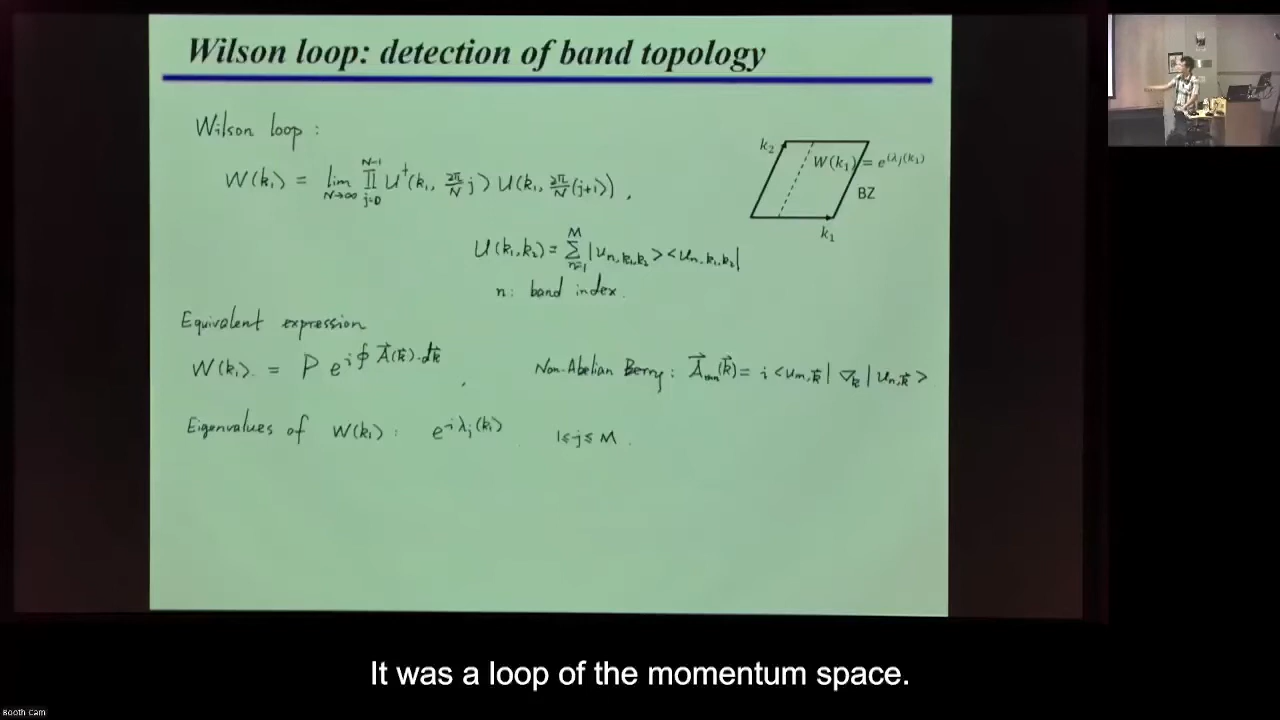 Wilson loop: detection of band topology
Wilson loop :
W(k₁) = lim_{N→∞} ∏_{j=0}^{N-1} U†(k₁, 2π/N j) U(k₁, 2π/N (j+1)) ,
k₂
W(k₁) = e^{iλⱼ(k₁)}
BZ
k₁
U(k₁,k₂) = ∑_{n=1}^{M} |u_{n,k₁,k₂}><u_{n,k₁,k₂}|
n: band index.
Equivalent expression
W(k₁). = P e^{i∮ A⃗(k⃗)·dk⃗} ,
Non-Abelian Berry: A⃗_{mn}(k⃗) = i <u_{m,k⃗}| ∇_{k⃗} |u_{n,k⃗}>
Eigenvalues of W(k₁): e^{iλⱼ(k₁)} 1≤j≤M .
It was a loop of the momentum space.
Booth Cam